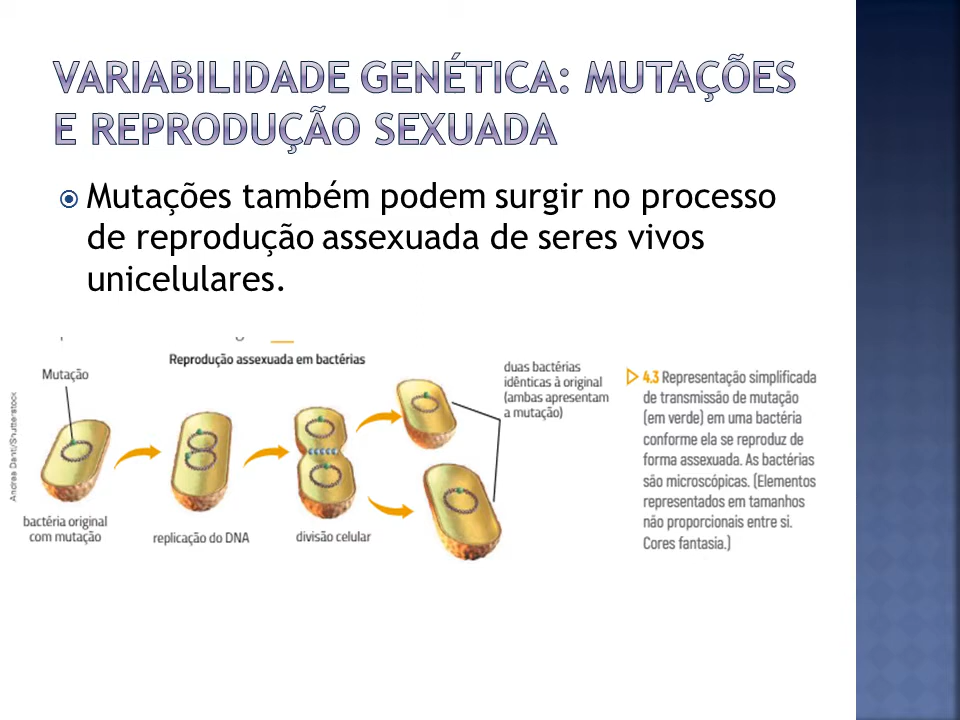 VARIABILIDADE GENÉTICA: MUTAÇÕES
E REPRODUÇÃO SEXUADA
Mutações também podem surgir no processo
de reprodução assexuada de seres vivos
unicelulares.
Reprodução assexuada em bactérias
Mutação
Andrea Danti/Shutterstock
bactéria original
com mutação
replicação do DNA
divisão celular
duas bactérias
idênticas à original
(ambas apresentam
a mutação)
4.3 Representação simplificada
de transmissão de mutação
(em verde) em uma bactéria
conforme ela se reproduz de
forma assexuada. As bactérias
são microscópicas. (Elementos
representados em tamanhos
não proporcionais entre si.
Cores fantasia.)